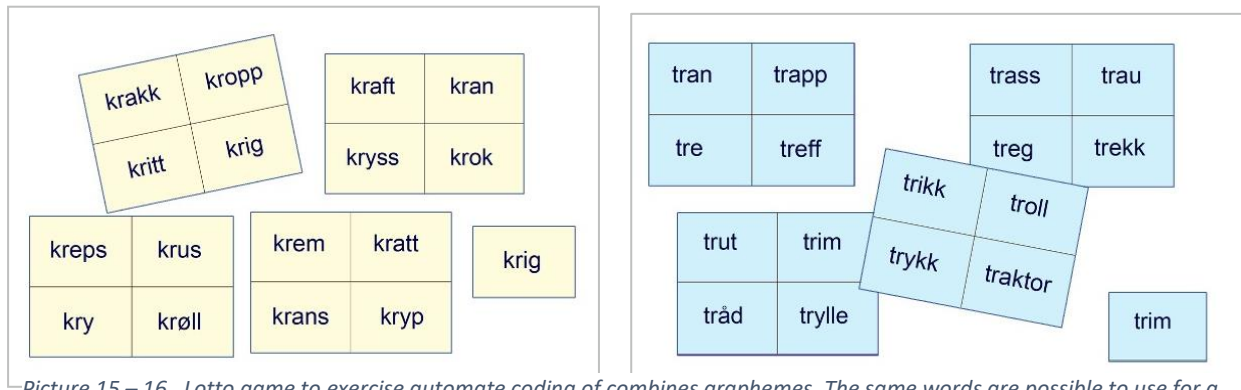 krakk kropp
kritt krig
kraft kran
kryss krok
kreps krus
kry krøll
krem kratt
krans kryp
krig
tran trapp
tre treff
trass trau
treg trekk
trikk troll
trykk traktor
trut trim
tråd trylle
trim
Picture 15 – 16. Lotto game to exercise automate coding of combines graphemes. The same words are possible to use for a